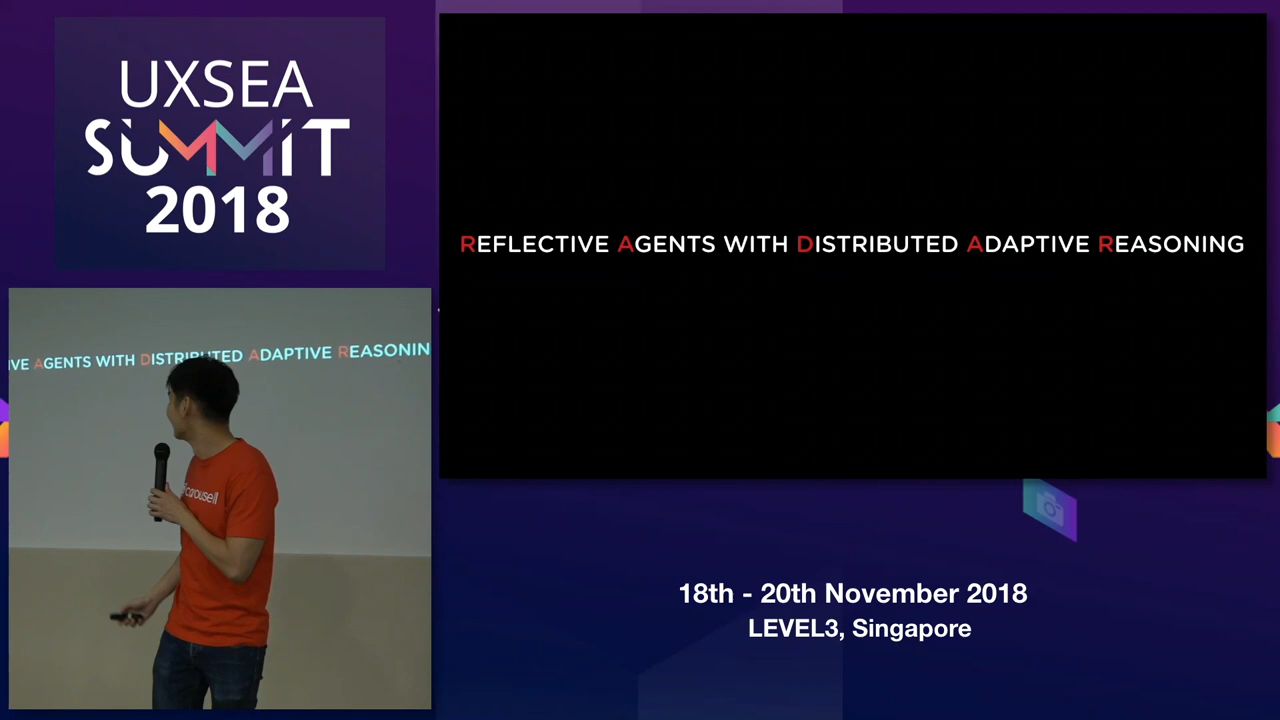 UXSEA
SUMMIT
2018
REFLECTIVE AGENTS WITH DISTRIBUTED ADAPTIVE REASONING
IVE AGENTS WITH DISTRIBUTED ADAPTIVE REASONIN
carousell
18th - 20th November 2018
LEVEL3, Singapore